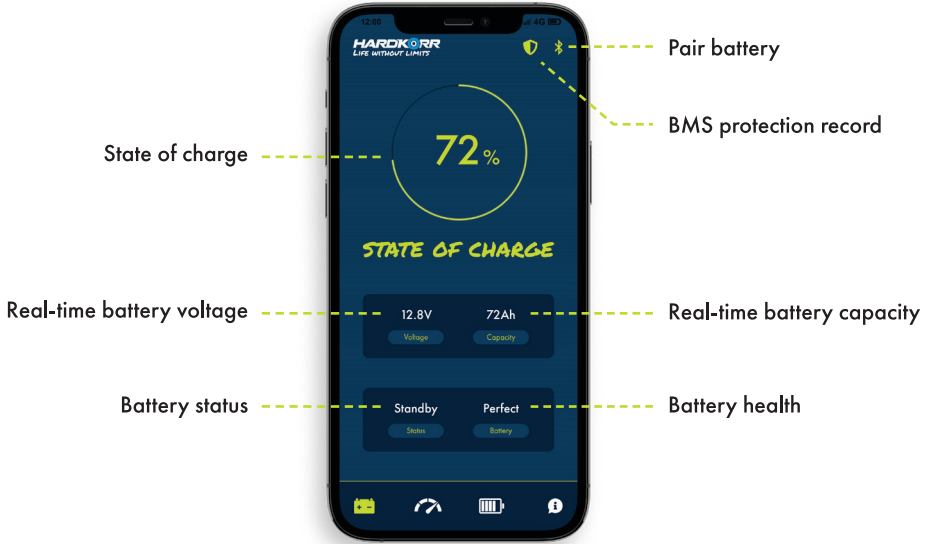 12:00
4G
HARDKORR
LIFE WITHOUT LIMITS
Pair battery
BMS protection record
State of charge
72%
STATE OF CHARGE
Real-time battery voltage
12.8V
72Ah
Real-time battery capacity
Voltage
Capacity
Battery status
Standby
Perfect
Battery health
Status
Battery